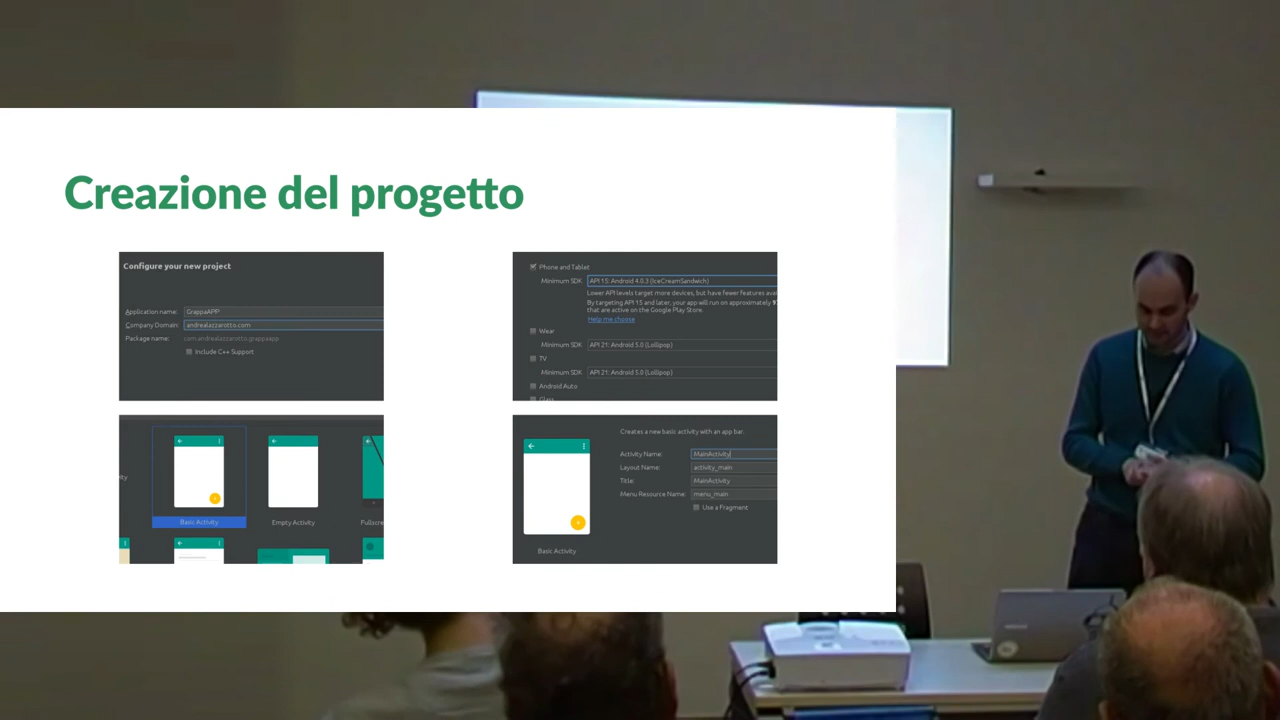 Creazione del progetto
Configure your new project
Application name: GrappaAPP
Company Domain: andrealazzarotto.com
Package name: com.andrealazzarotto.grappaapp
Include C++ Support
Phone and Tablet
Minimum SDK API 15: Android 4.0.3 (IceCreamSandwich)
Lower API levels target more devices, but have fewer features
By targeting API 15 and later, your app will run on approximately
that are active on the Google Play Store.
Help me choose
Wear
Minimum SDK API 21: Android 5.0 (Lollipop)
TV
Minimum SDK API 21: Android 5.0 (Lollipop)
Android Auto
Basic Activity
Empty Activity
Creates a new basic activity with an app bar.
Activity Name: MainActivity
Layout Name: activity_main
Title: MainActivity
Menu Resource Name: menu_main
Use a Fragment
Basic Activity